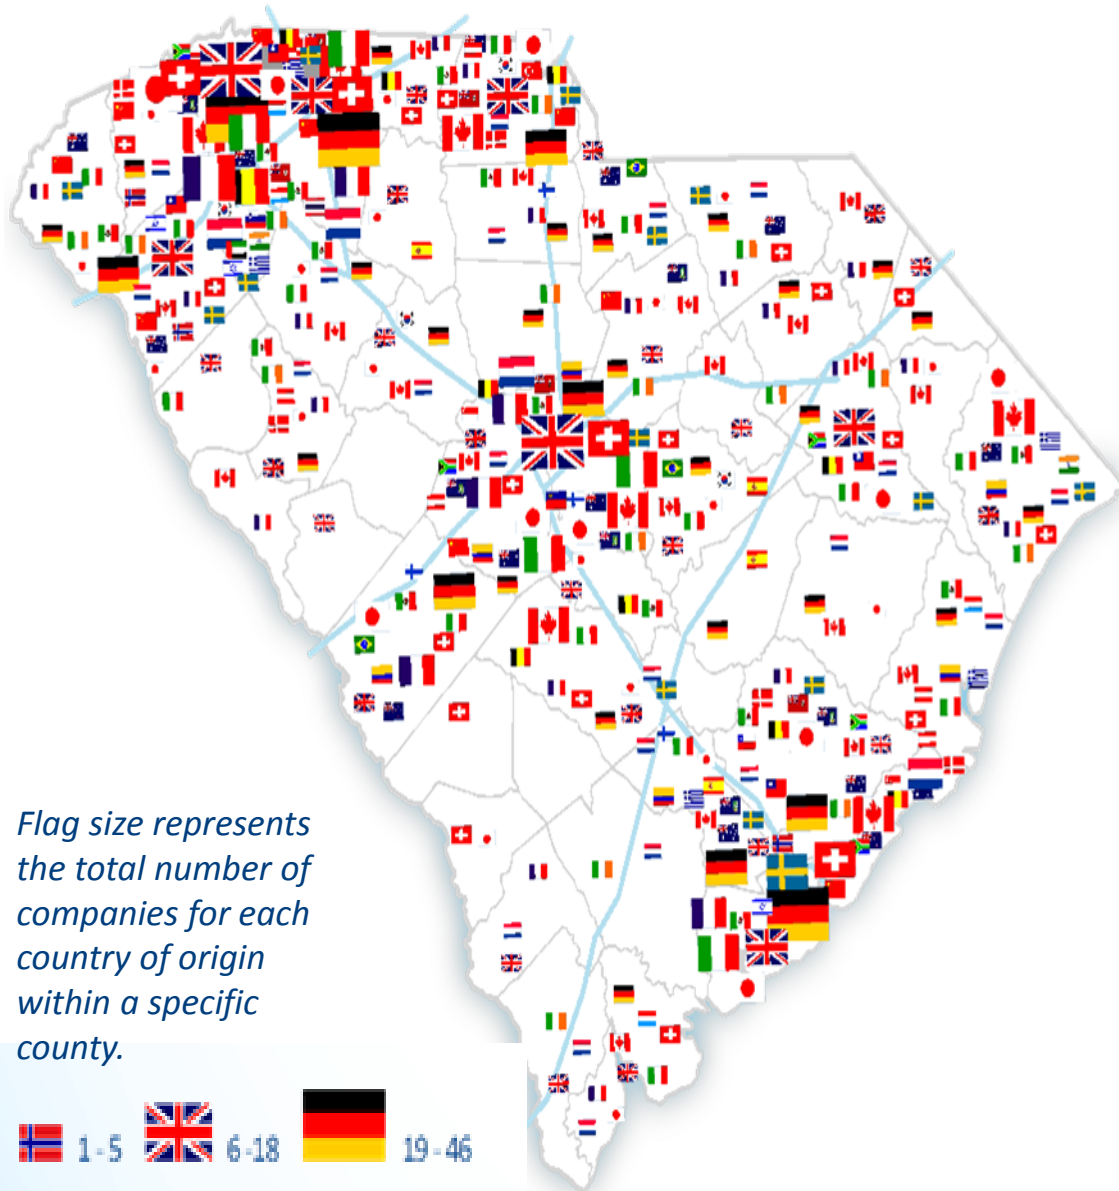 Flag size represents
the total number of
companies for each
country of origin
within a specific
county.
1-5 6-18 19-46